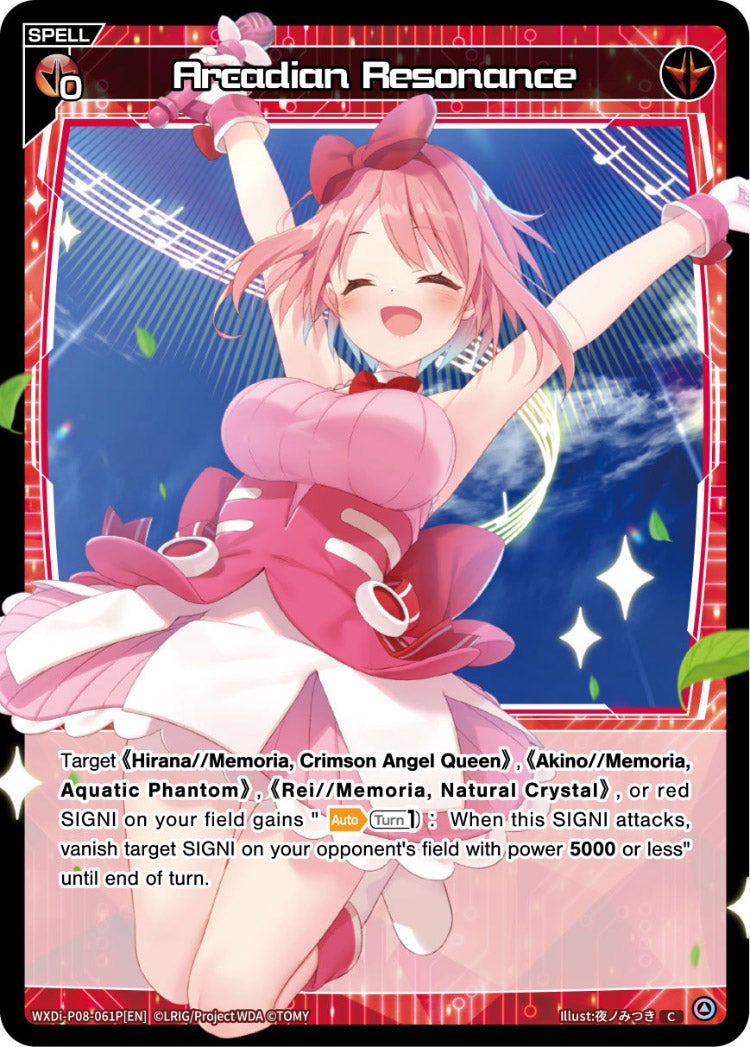 SPELL
0
Arcadian Resonance
Target《Hirana//Memoria, Crimson Angel Queen》,《Akino//Memoria,
Aquatic Phantom》,《Rei//Memoria, Natural Crystal》, or red
SIGNI on your field gains " Auto Turn 1 : When this SIGNI attacks,
vanish target SIGNI on your opponent's field with power 5000 or less"
until end of turn.
WXDi-P08-061P[EN] ©LRIG/Project WDA ©TOMY Illust:夜ノみつき C